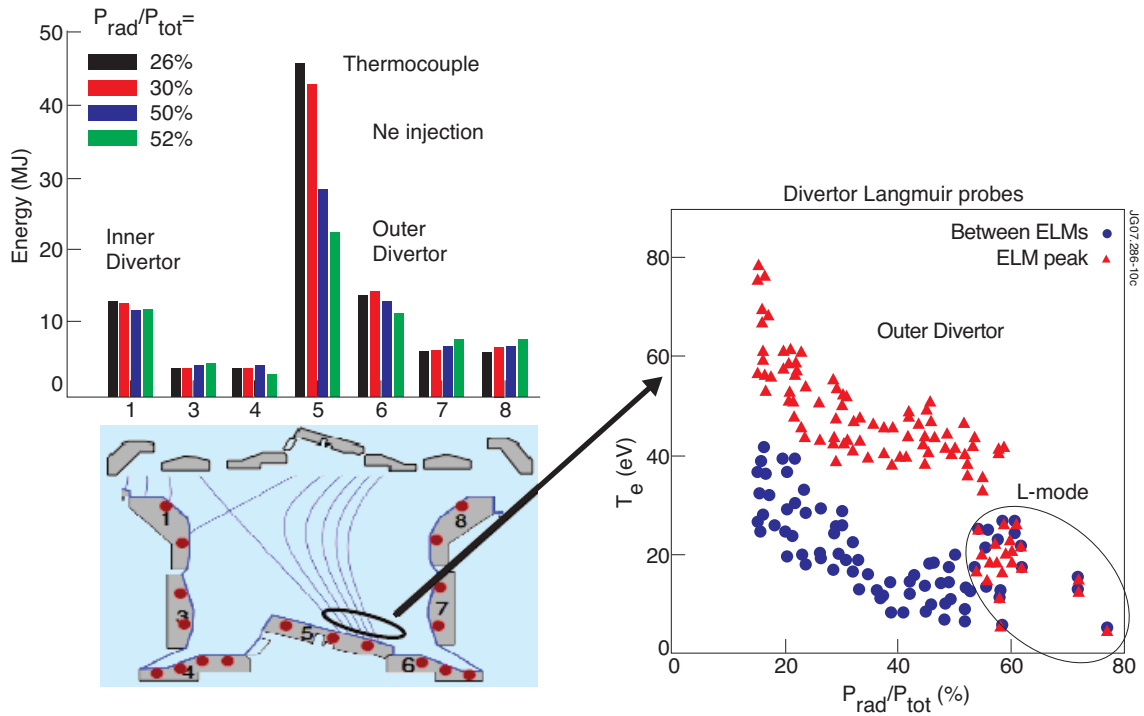 P_rad/P_tot=
26%
30%
50%
52%
Thermocouple
Ne injection
Inner
Divertor
Outer
Divertor
Energy (MJ)
50
40
30
20
10
0
1 3 4 5 6 7 8
1
3
4
5
6
7
8
Divertor Langmuir probes
Between ELMs
ELM peak
Outer Divertor
L-mode
T_e (eV)
80
60
40
20
0
0 20 40 60 80
P_rad/P_tot (%)
JG07.286-10c